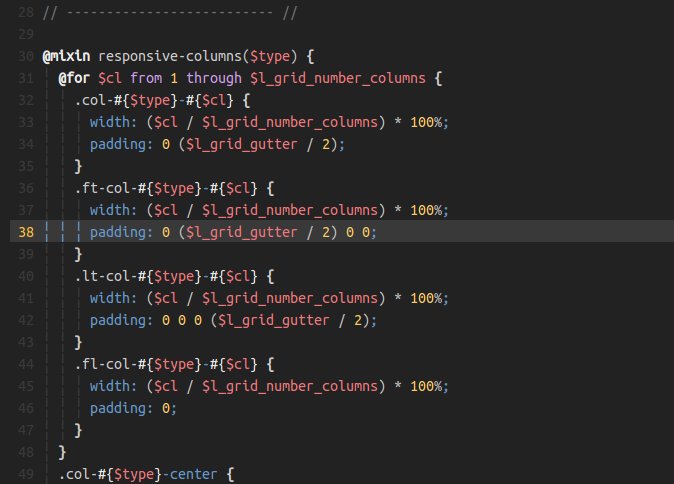 28 // -------------------------- //
29
30 @mixin responsive-columns($type) {
31   @for $cl from 1 through $l_grid_number_columns {
32     .col-#{$type}-#{$cl} {
33       width: ($cl / $l_grid_number_columns) * 100%;
34       padding: 0 ($l_grid_gutter / 2);
35     }
36     .ft-col-#{$type}-#{$cl} {
37       width: ($cl / $l_grid_number_columns) * 100%;
38       padding: 0 ($l_grid_gutter / 2) 0 0;
39     }
40     .lt-col-#{$type}-#{$cl} {
41       width: ($cl / $l_grid_number_columns) * 100%;
42       padding: 0 0 0 ($l_grid_gutter / 2);
43     }
44     .fl-col-#{$type}-#{$cl} {
45       width: ($cl / $l_grid_number_columns) * 100%;
46       padding: 0;
47     }
48   }
49   .col-#{$type}-center {